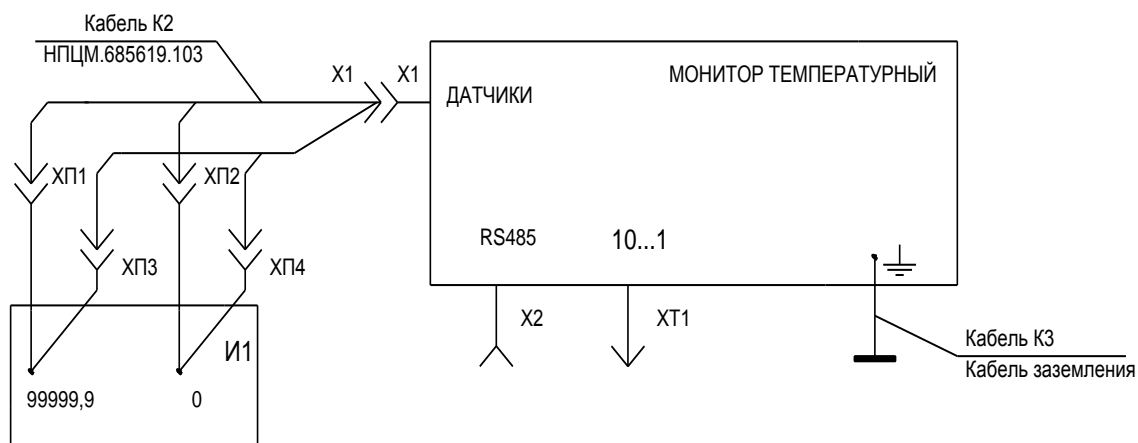 Кабель К2
НПЦМ.685619.103
X1 X1
ДАТЧИКИ
МОНИТОР ТЕМПЕРАТУРНЫЙ
ХП1
ХП2
ХП3
ХП4
RS485
10...1
И1
99999,9
0
X2
XT1
Кабель К3
Кабель заземления